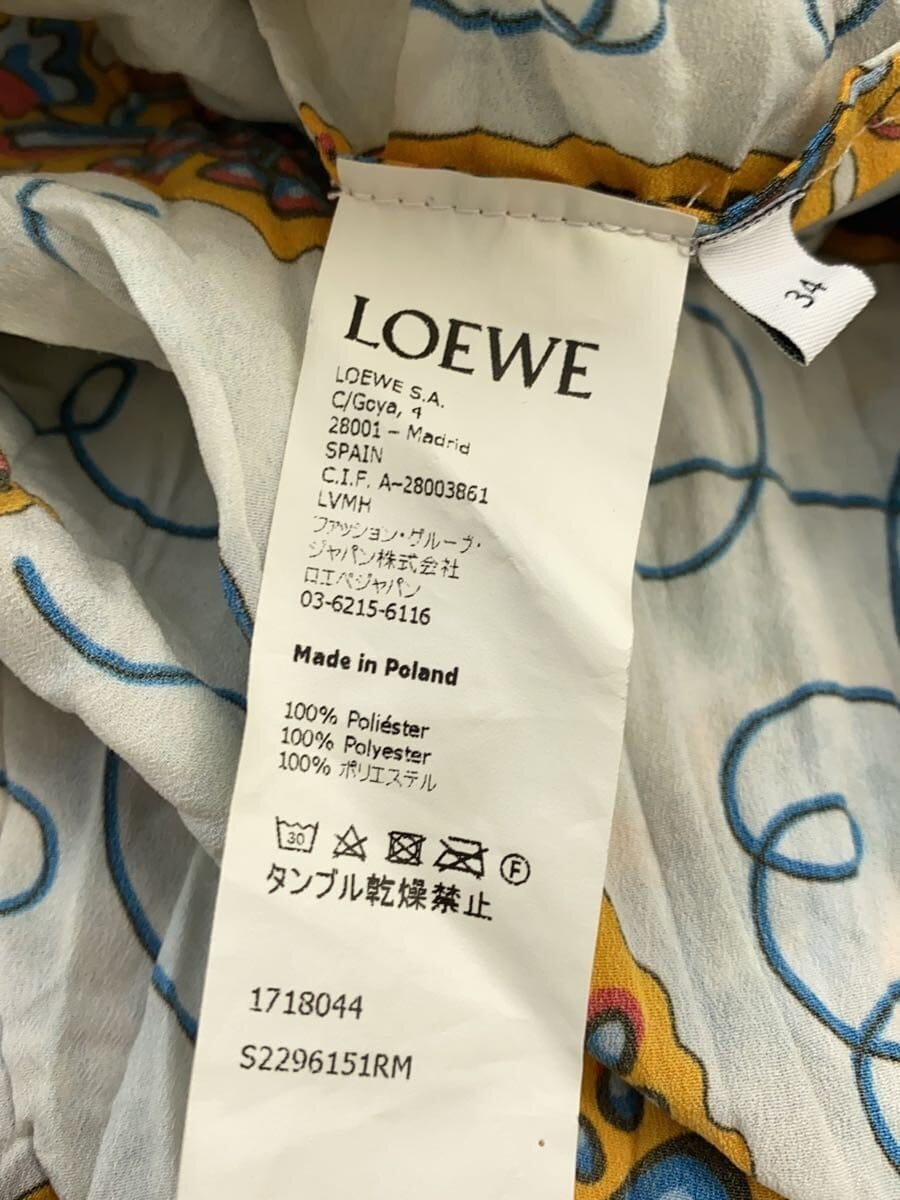 LOEWE
LOEWE S.A.
C/Goya, 4
28001 – Madrid
SPAIN
C.I.F. A-28003861
LVMH
ファッション・グループ・
ジャパン株式会社
ロエベジャパン
03-6215-6116
Made in Poland
100% Poliéster
100% Polyester
100% ポリエステル
30
F
タンブル乾燥禁止
1718044
S2296151RM
34